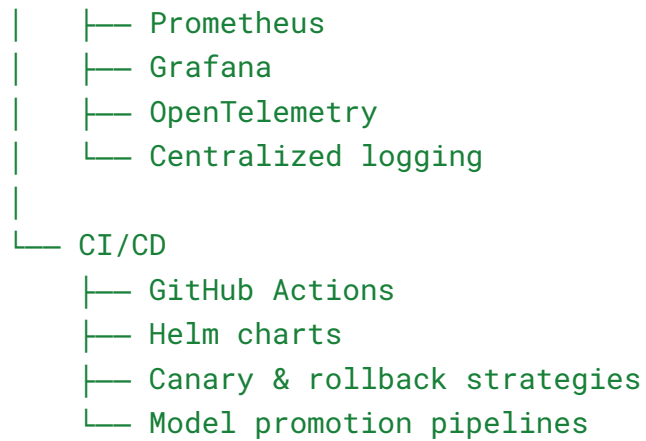 │   ├── Prometheus
│   ├── Grafana
│   ├── OpenTelemetry
│   └── Centralized logging
│
└── CI/CD
    ├── GitHub Actions
    ├── Helm charts
    ├── Canary & rollback strategies
    └── Model promotion pipelines